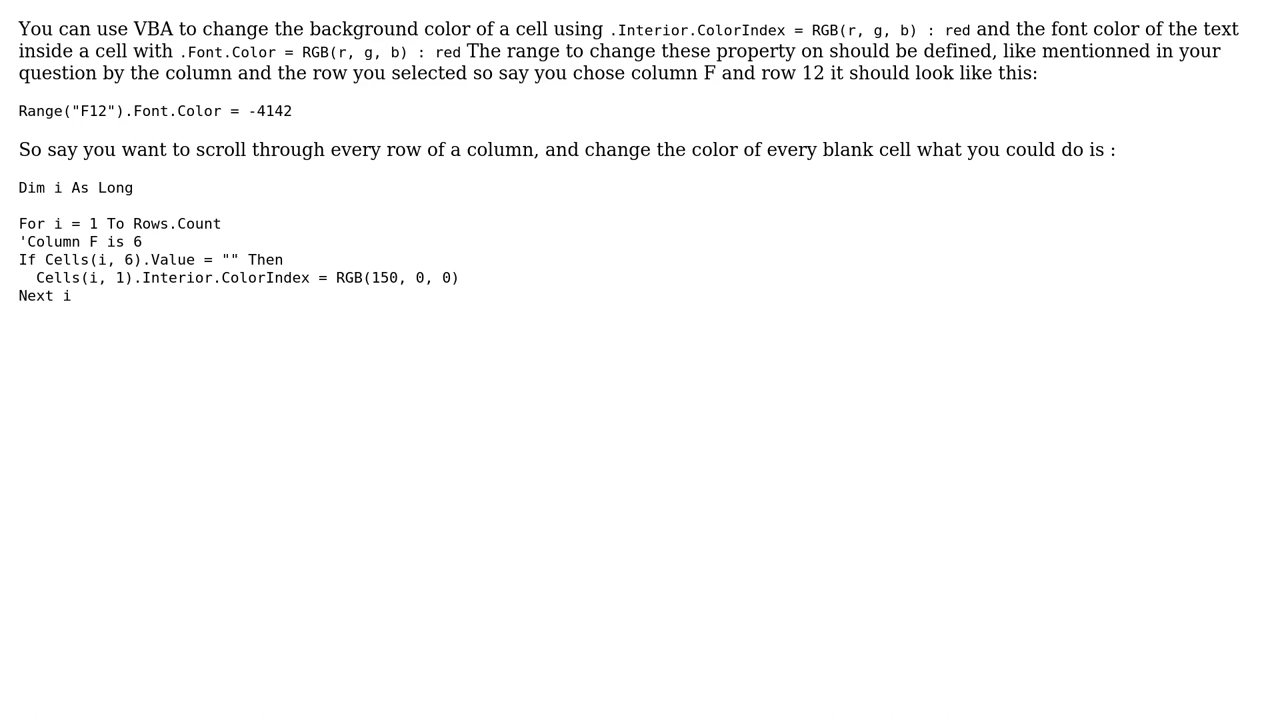 You can use VBA to change the background color of a cell using .Interior.ColorIndex = RGB(r, g, b) : red and the font color of the text
inside a cell with .Font.Color = RGB(r, g, b) : red The range to change these property on should be defined, like mentionned in your
question by the column and the row you selected so say you chose column F and row 12 it should look like this:
Range("F12").Font.Color = -4142
So say you want to scroll through every row of a column, and change the color of every blank cell what you could do is :
Dim i As Long
For i = 1 To Rows.Count
'Column F is 6
If Cells(i, 6).Value = "" Then
  Cells(i, 1).Interior.ColorIndex = RGB(150, 0, 0)
Next i